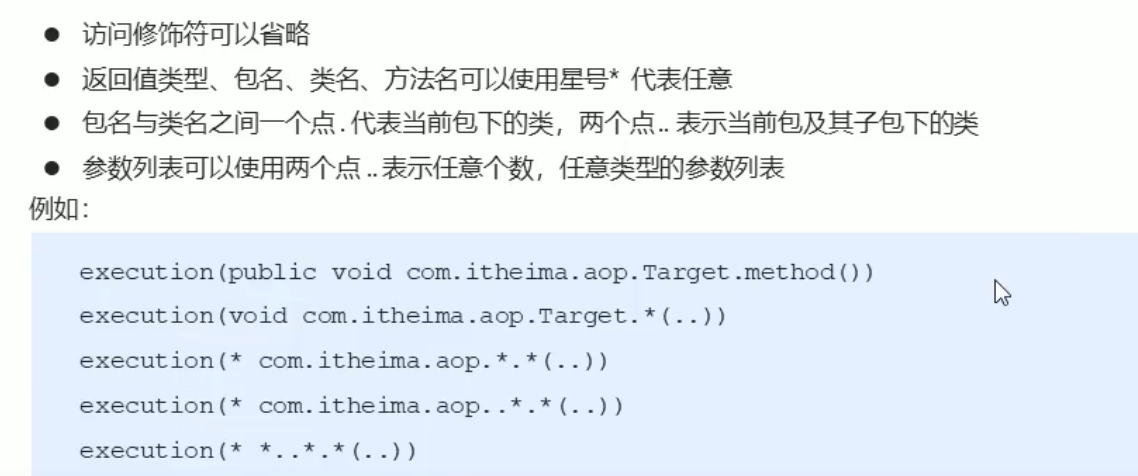 ● 访问修饰符可以省略
● 返回值类型、包名、类名、方法名可以使用星号* 代表任意
● 包名与类名之间一个点 . 代表当前包下的类，两个点 .. 表示当前包及其子包下的类
● 参数列表可以使用两个点 .. 表示任意个数，任意类型的参数列表
例如：
execution(public void com.itheima.aop.Target.method())
execution(void com.itheima.aop.Target.*(..))
execution(* com.itheima.aop.*.*(..))
execution(* com.itheima.aop..*.*(..))
execution(* *..*.*(..))